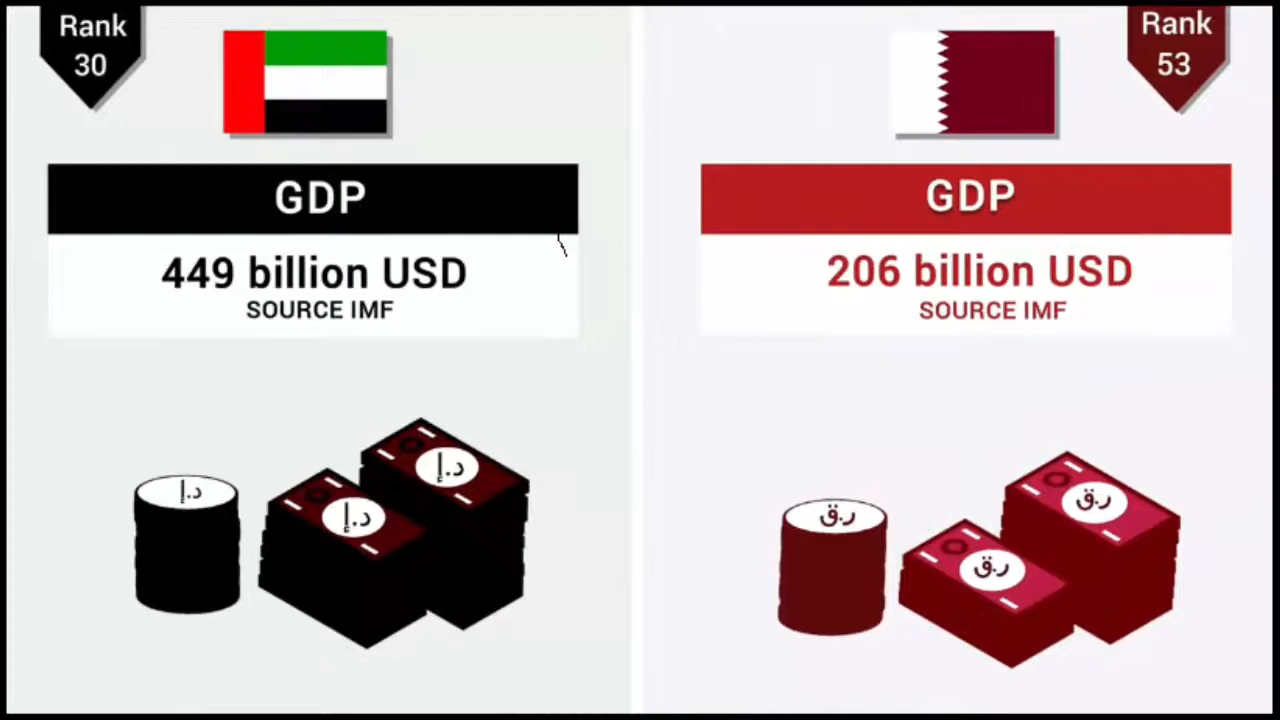 Rank
30
GDP
449 billion USD
SOURCE IMF
د.إ
د.إ
د.إ
Rank
53
GDP
206 billion USD
SOURCE IMF
ر.ق
ر.ق
ر.ق